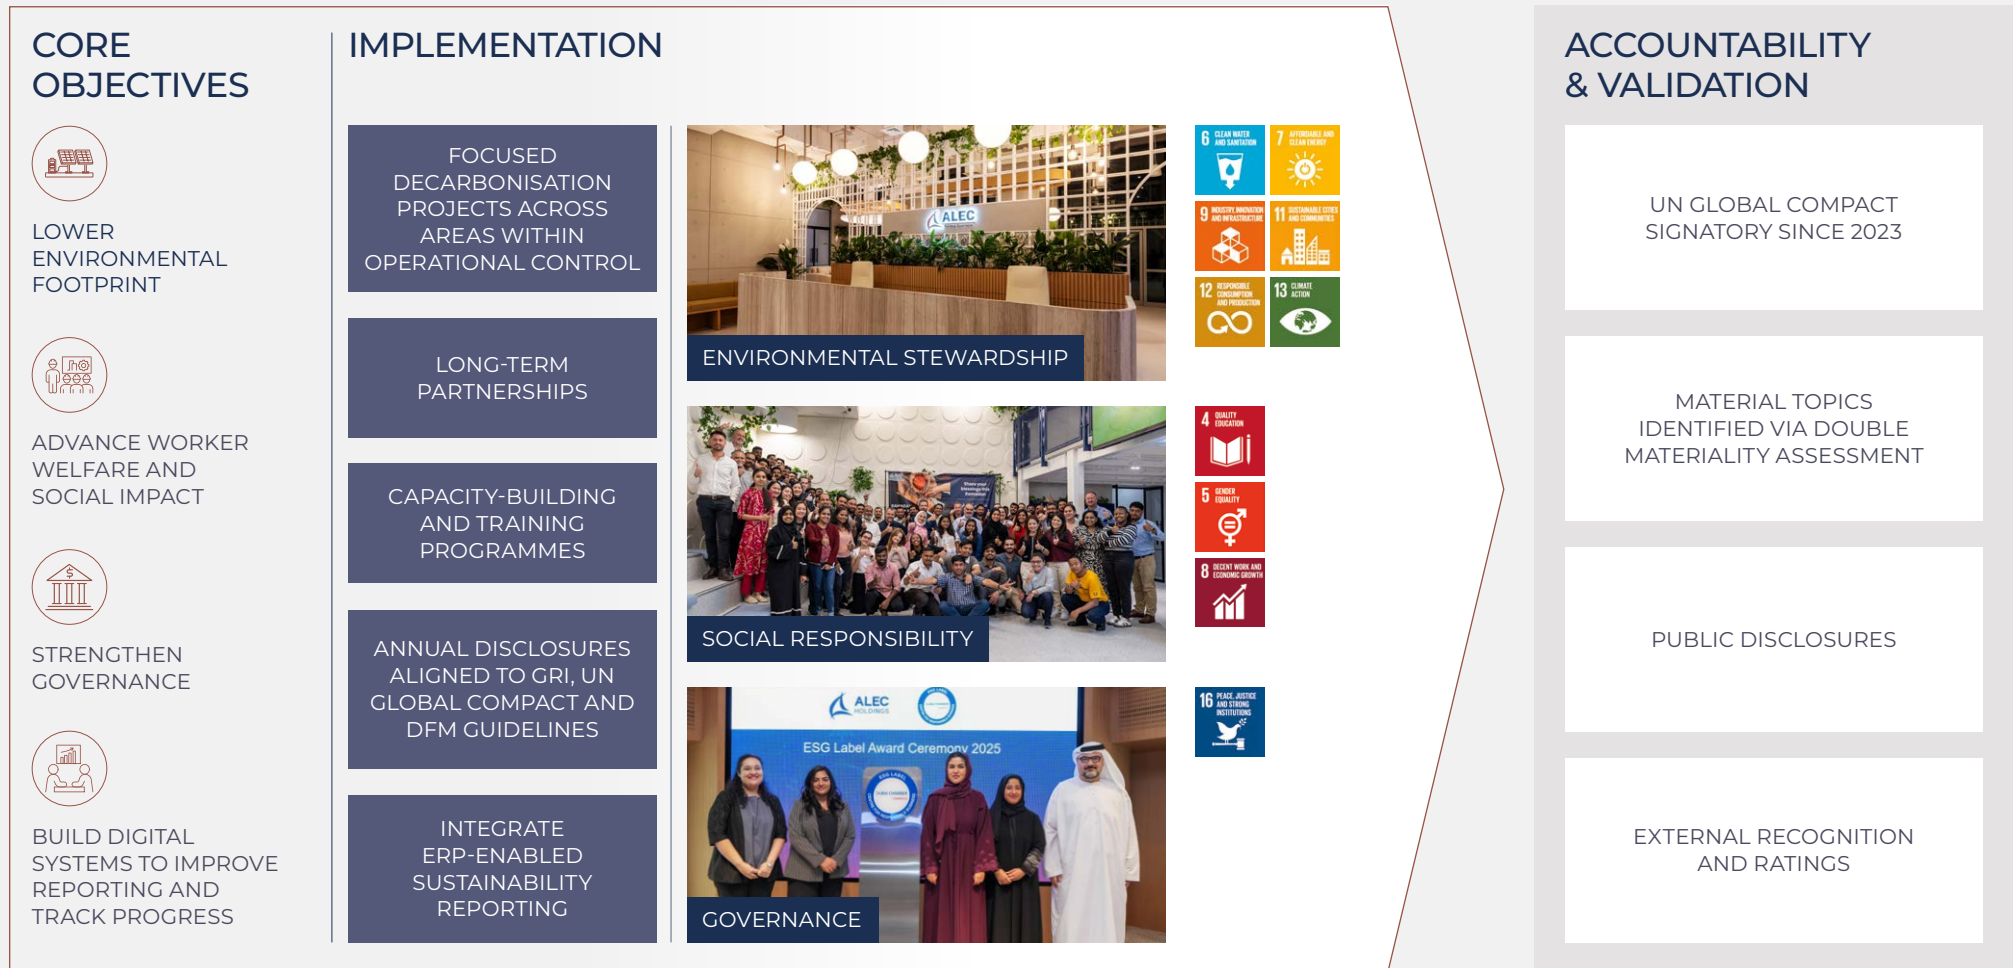 CORE
OBJECTIVES
LOWER
ENVIRONMENTAL
FOOTPRINT
ADVANCE WORKER
WELFARE AND
SOCIAL IMPACT
STRENGTHEN
GOVERNANCE
BUILD DIGITAL
SYSTEMS TO IMPROVE
REPORTING AND
TRACK PROGRESS
IMPLEMENTATION
FOCUSED
DECARBONISATION
PROJECTS ACROSS
AREAS WITHIN
OPERATIONAL CONTROL
LONG-TERM
PARTNERSHIPS
CAPACITY-BUILDING
AND TRAINING
PROGRAMMES
ANNUAL DISCLOSURES
ALIGNED TO GRI, UN
GLOBAL COMPACT AND
DFM GUIDELINES
INTEGRATE
ERP-ENABLED
SUSTAINABILITY
REPORTING
ALEC
ENVIRONMENTAL STEWARDSHIP
6 CLEAN WATER
AND SANITATION
7 AFFORDABLE AND
CLEAN ENERGY
9 INDUSTRY, INNOVATION
AND INFRASTRUCTURE
11 SUSTAINABLE CITIES
AND COMMUNITIES
12 RESPONSIBLE
CONSUMPTION
AND PRODUCTION
13 CLIMATE
ACTION
SOCIAL RESPONSIBILITY
4 QUALITY
EDUCATION
5 GENDER
EQUALITY
8 DECENT WORK AND
ECONOMIC GROWTH
ALEC
HOLDINGS
ESG Label Award Ceremony 2025
ESG LABEL
GOVERNANCE
16 PEACE, JUSTICE
AND STRONG
INSTITUTIONS
ACCOUNTABILITY
& VALIDATION
UN GLOBAL COMPACT
SIGNATORY SINCE 2023
MATERIAL TOPICS
IDENTIFIED VIA DOUBLE
MATERIALITY ASSESSMENT
PUBLIC DISCLOSURES
EXTERNAL RECOGNITION
AND RATINGS